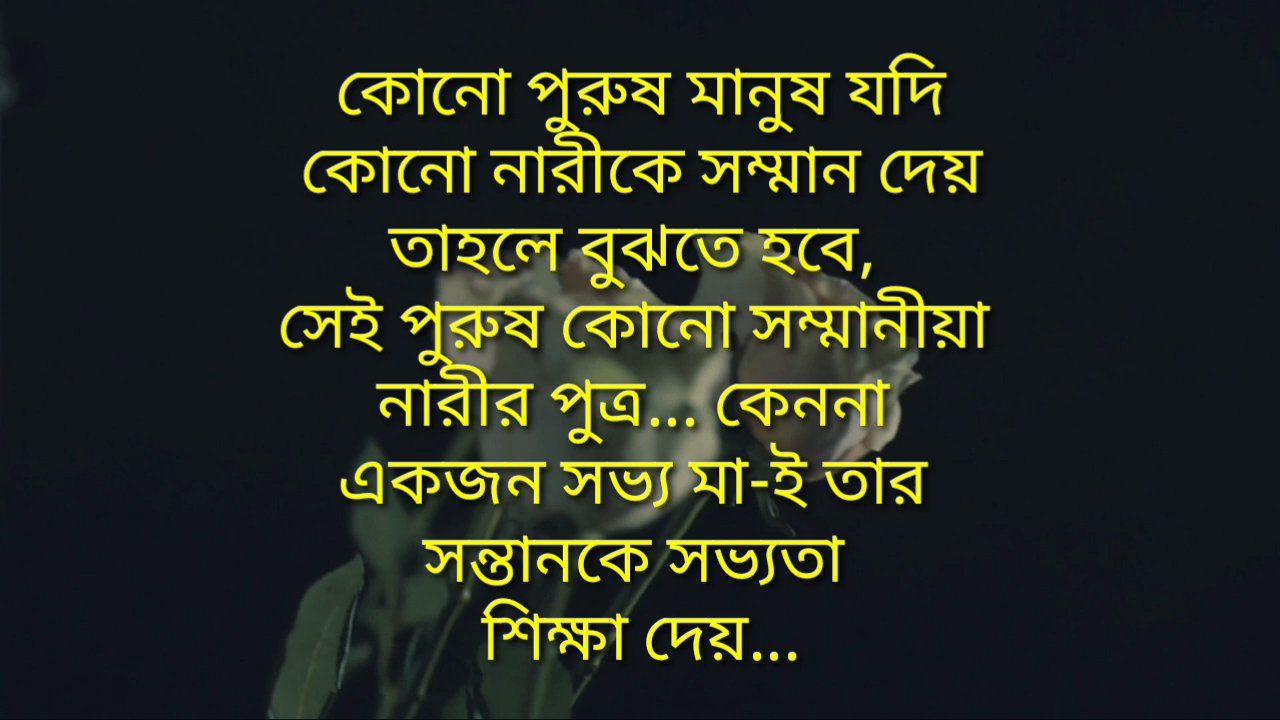 কোনো পুরুষ মানুষ যদি
কোনো নারীকে সম্মান দেয়
তাহলে বুঝতে হবে,
সেই পুরুষ কোনো সম্মানীয়া
নারীর পুত্র... কেননা
একজন সভ্য মা-ই তার
সন্তানকে সভ্যতা
শিক্ষা দেয়...